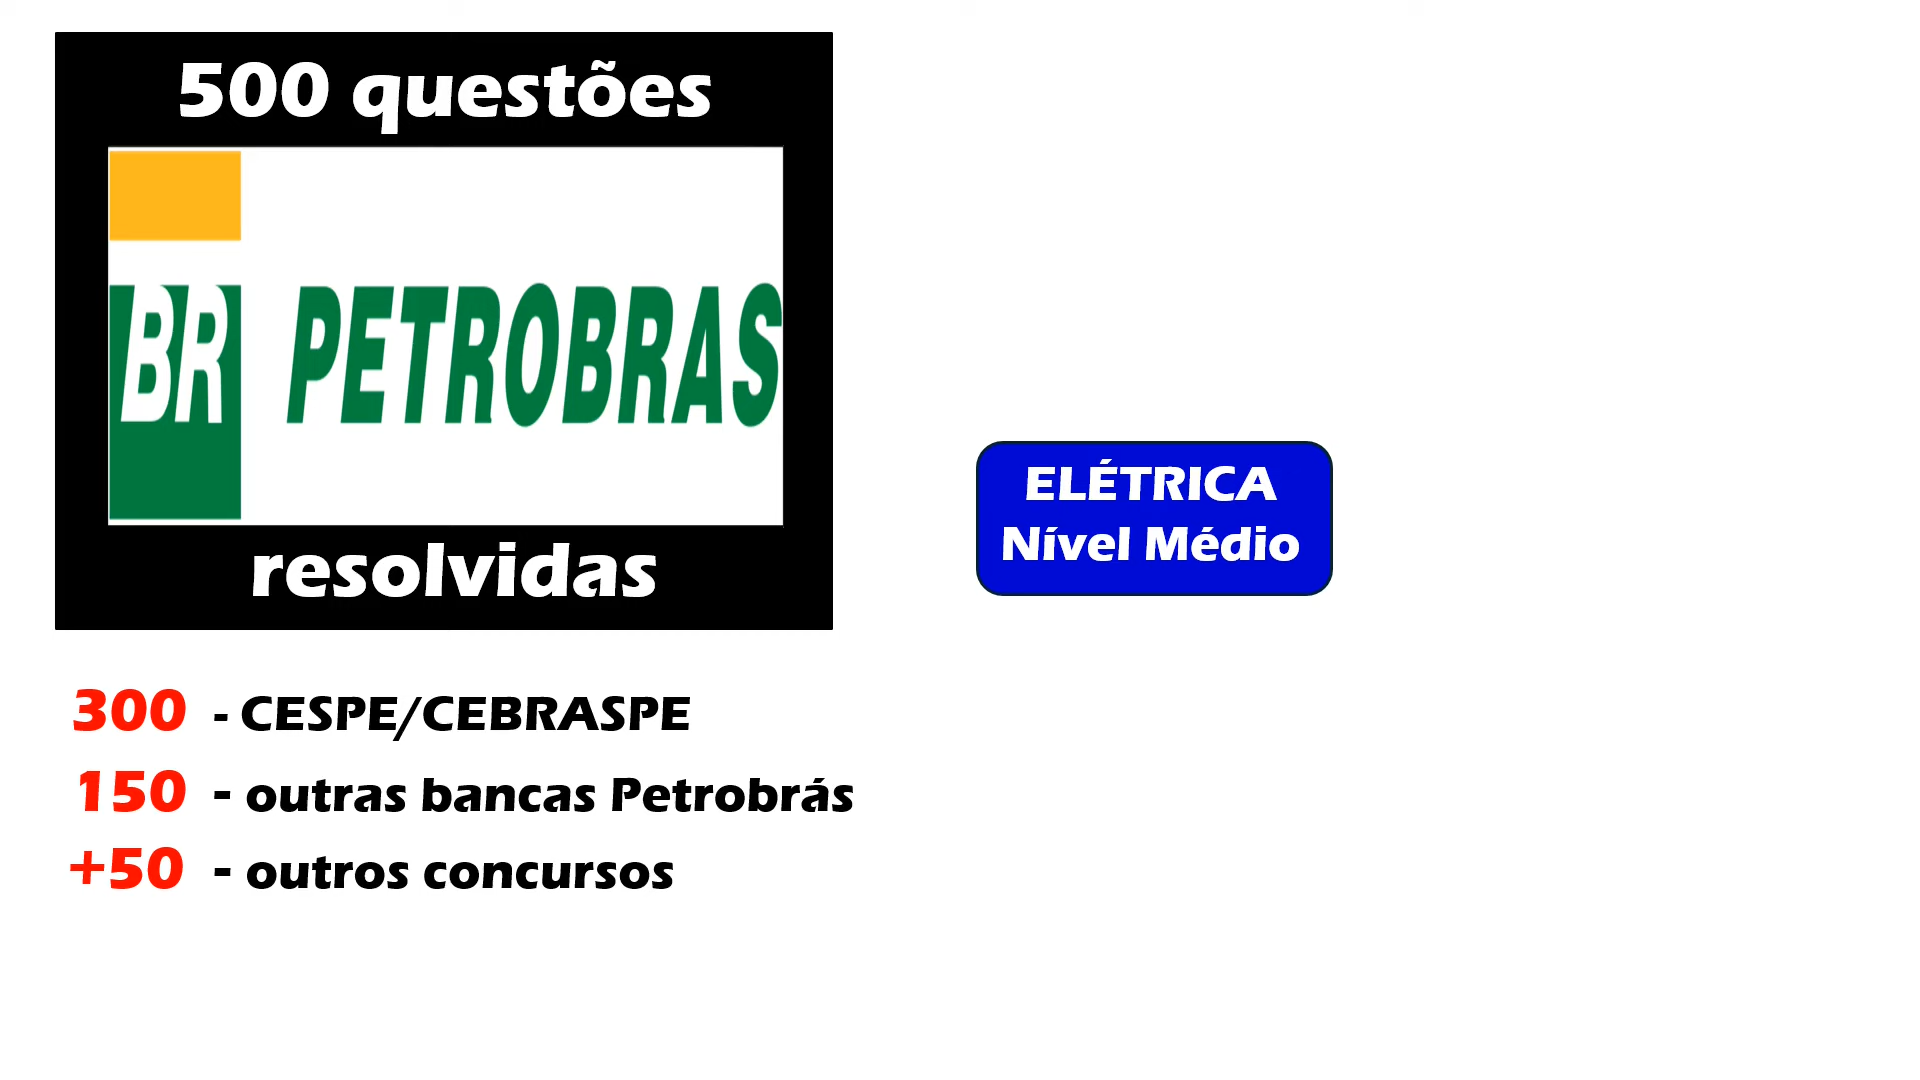 500 questões
BR PETROBRAS
resolvidas
ELÉTRICA
Nível Médio
300 - CESPE/CEBRASPE
150 - outras bancas Petrobrás
+50 - outros concursos